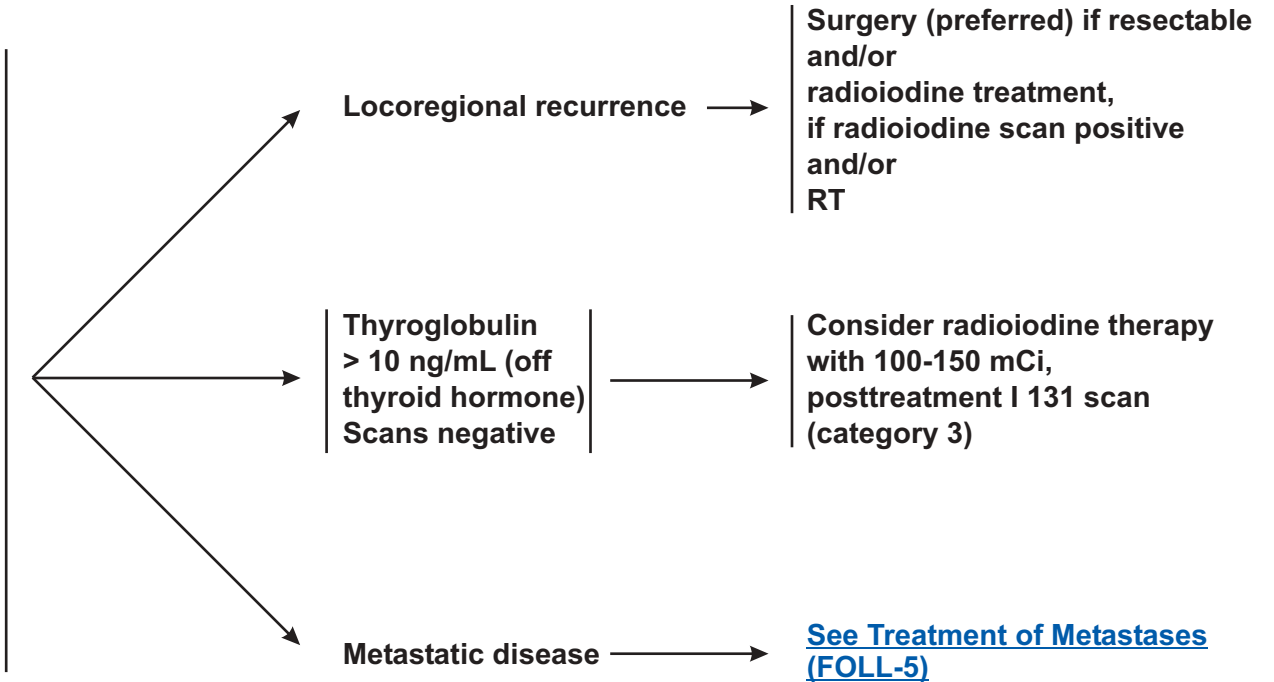 Locoregional recurrence
Surgery (preferred) if resectable
and/or
radioiodine treatment,
if radioiodine scan positive
and/or
RT
Thyroglobulin
> 10 ng/mL (off
thyroid hormone)
Scans negative
Consider radioiodine therapy
with 100-150 mCi,
posttreatment I 131 scan
(category 3)
Metastatic disease
See Treatment of Metastases
(FOLL-5)